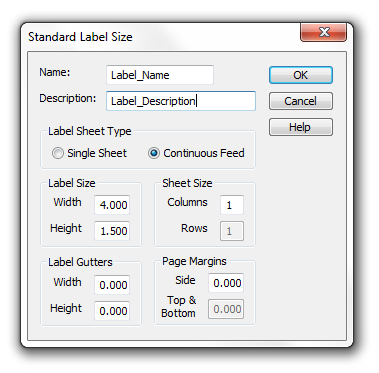 Standard Label Size
Name: Label_Name OK
Description: Label_Description Cancel
Help
Label Sheet Type
Single Sheet Continuous Feed
Label Size Sheet Size
Width 4.000 Columns 1
Height 1.500 Rows 1
Label Gutters Page Margins
Width 0.000 Side 0.000
Height 0.000 Top &
Bottom 0.000